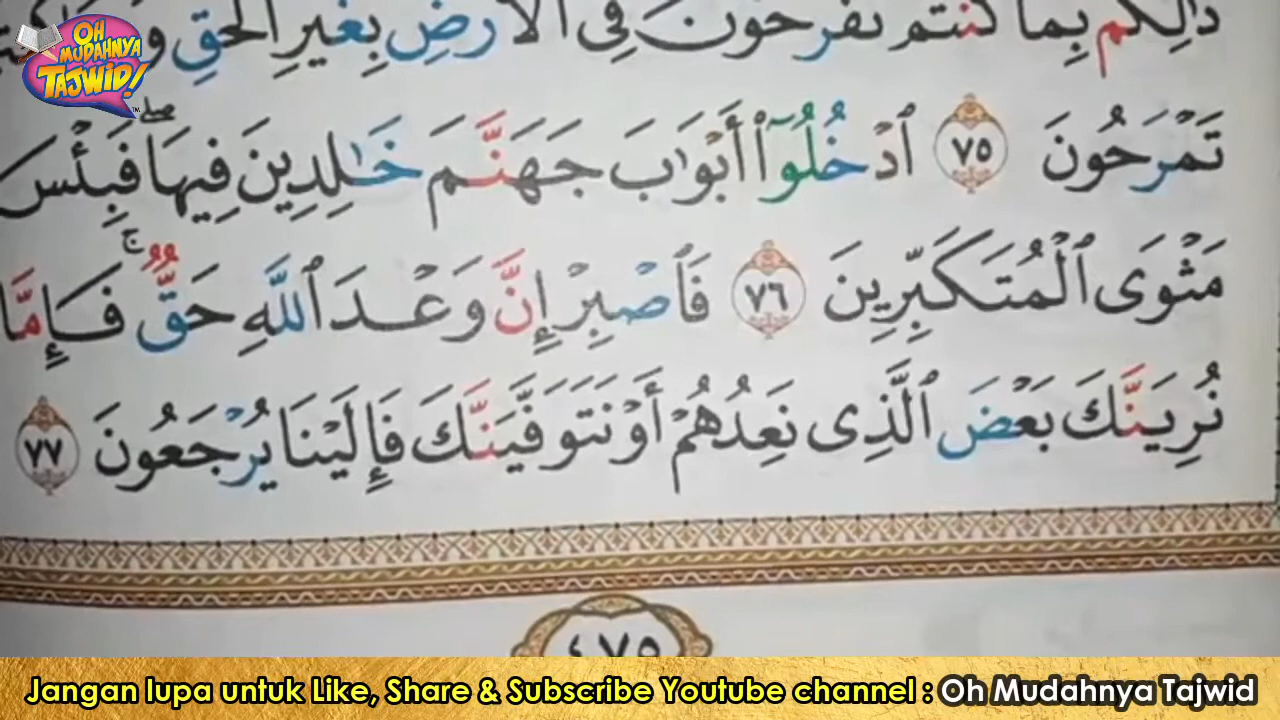 OH MUDAHNYA TAJWID!
ذَٰلِكُم بِمَا كُنتُمْ تَفْرَحُونَ فِى ٱلْأَرْضِ بِغَيْرِ ٱلْحَقِّ
تَمْرَحُونَ ٧٥ ٱدْخُلُوٓا۟ أَبْوَٰبَ جَهَنَّمَ خَـٰلِدِينَ فِيهَا ۖ فَبِئْسَ
مَثْوَى ٱلْمُتَكَبِّرِينَ ٧٦ فَٱصْبِرْ إِنَّ وَعْدَ ٱللَّهِ حَقٌّ ۚ فَإِمَّا
نُرِيَنَّكَ بَعْضَ ٱلَّذِى نَعِدُهُمْ أَوْ نَتَوَفَّيَنَّكَ فَإِلَيْنَا يُرْجَعُونَ ٧٧
٤٧٥
Jangan lupa untuk Like, Share & Subscribe Youtube channel : Oh Mudahnya Tajwid